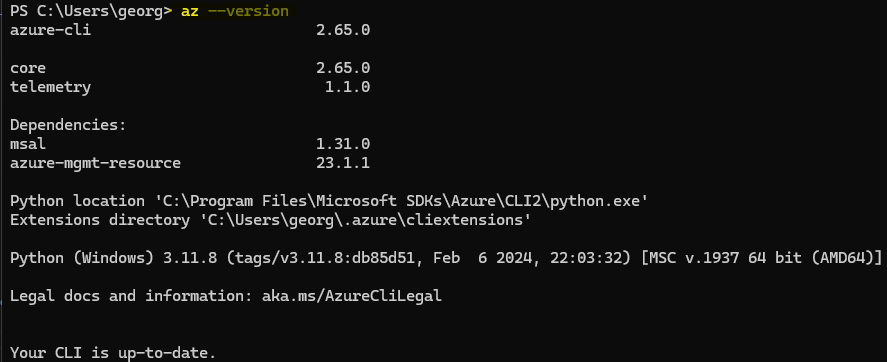 PS C:\Users\georg> az --version
azure-cli                         2.65.0
core                              2.65.0
telemetry                          1.1.0
Dependencies:
msal                              1.31.0
azure-mgmt-resource               23.1.1
Python location 'C:\Program Files\Microsoft SDKs\Azure\CLI2\python.exe'
Extensions directory 'C:\Users\georg\.azure\cliextensions'
Python (Windows) 3.11.8 (tags/v3.11.8:db85d51, Feb  6 2024, 22:03:32) [MSC v.1937 64 bit (AMD64)]
Legal docs and information: aka.ms/AzureCliLegal
Your CLI is up-to-date.